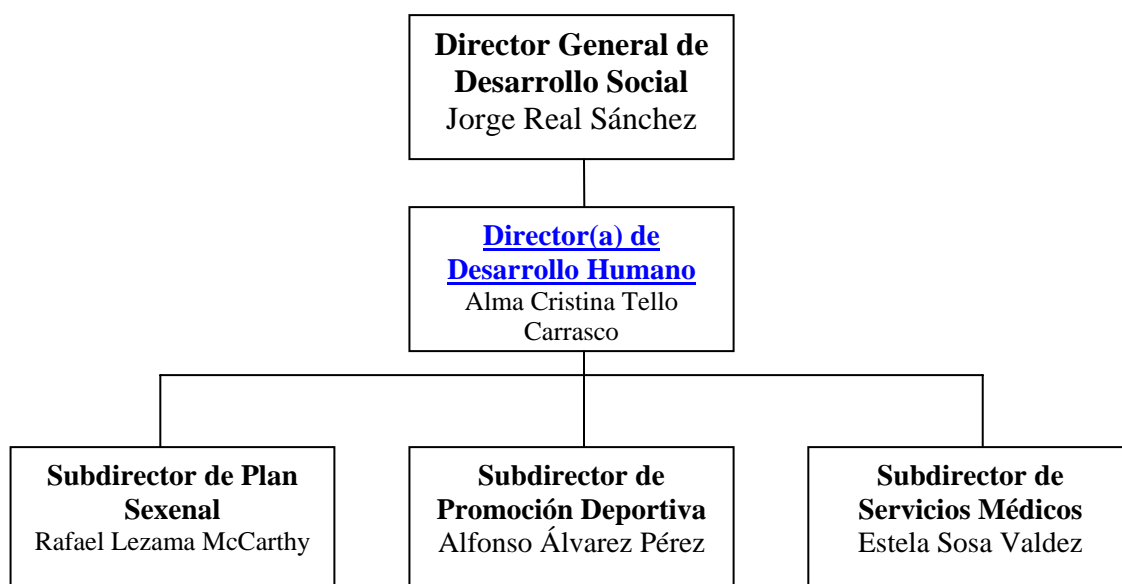 Director General de
Desarrollo Social
Jorge Real Sánchez
Director(a) de
Desarrollo Humano
Alma Cristina Tello
Carrasco
Subdirector de Plan
Sexenal
Rafael Lezama McCarthy
Subdirector de
Promoción Deportiva
Alfonso Álvarez Pérez
Subdirector de
Servicios Médicos
Estela Sosa Valdez